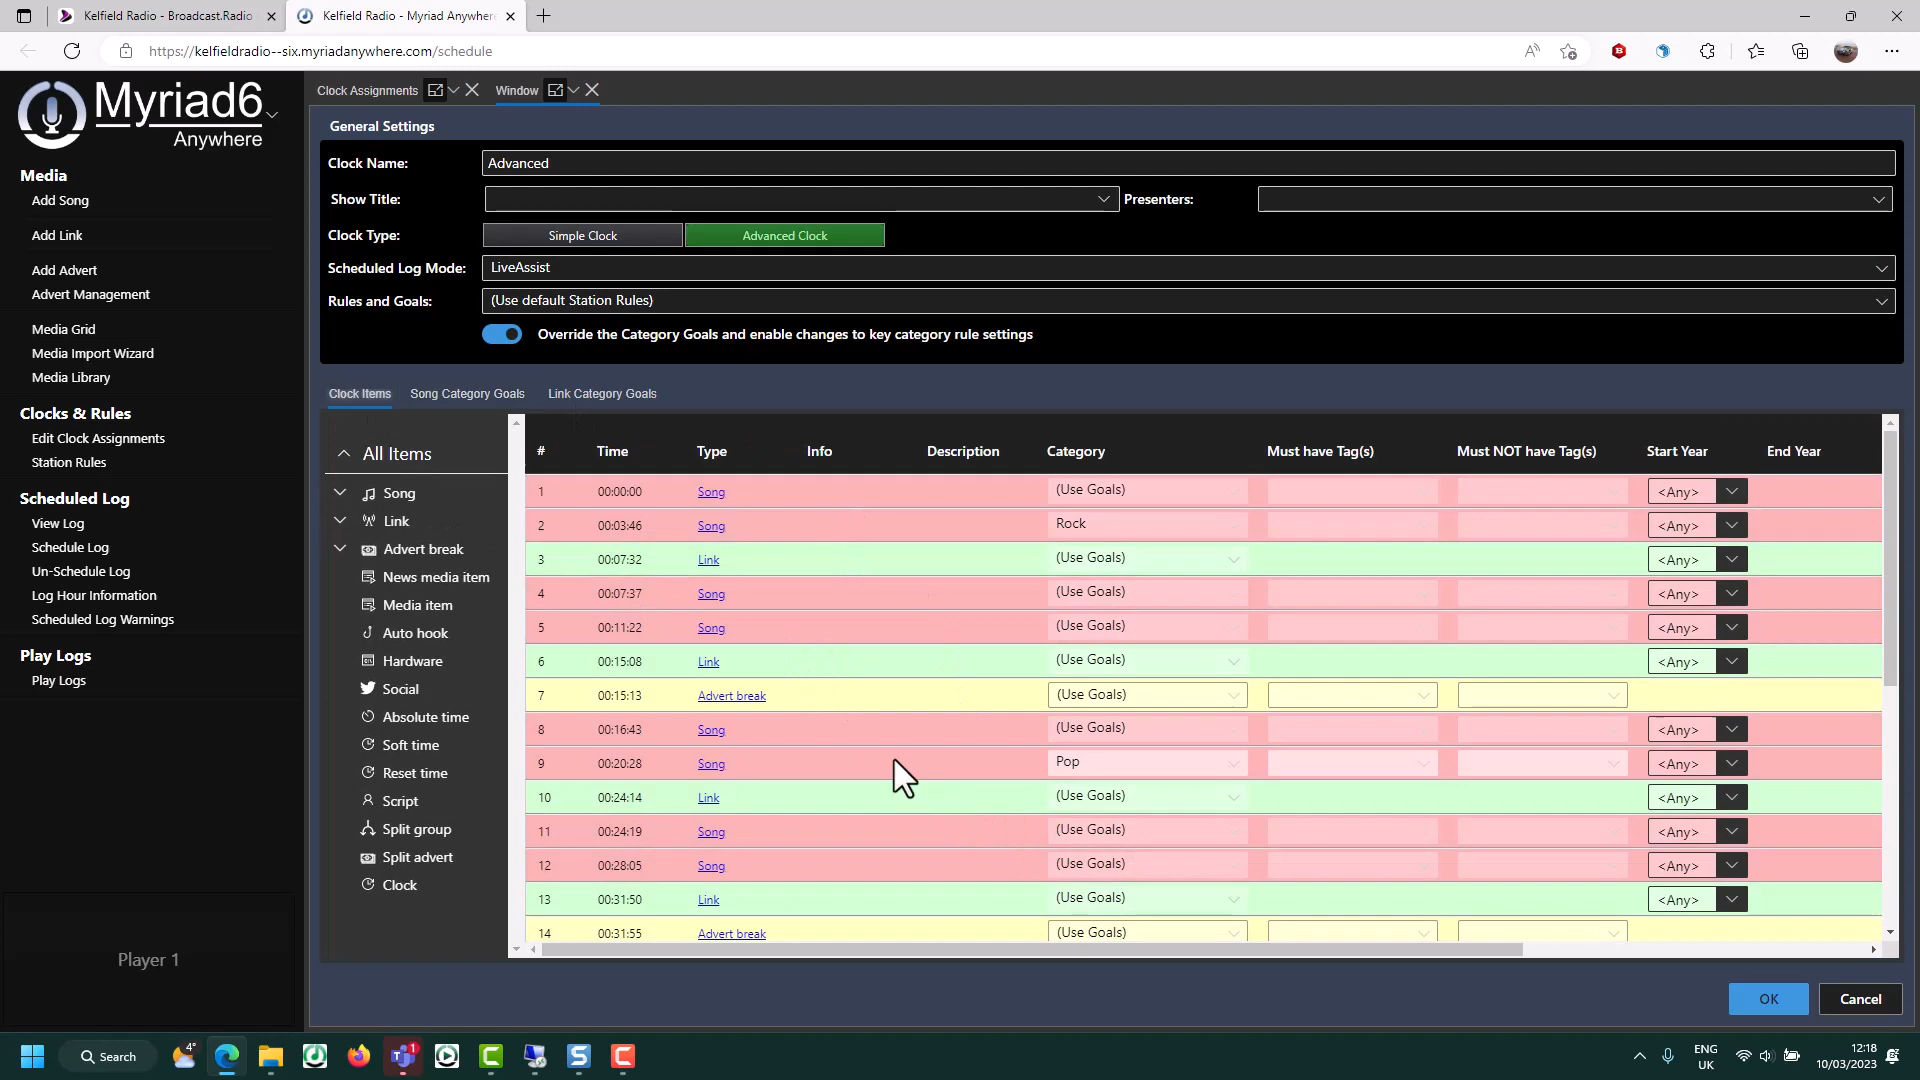 Kelfield Radio - Broadcast.Radio
Kelfield Radio - Myriad Anywhere
https://kelfieldradio--six.myriadanywhere.com/schedule
Myriad6
Anywhere
Media
Add Song
Add Link
Add Advert
Advert Management
Media Grid
Media Import Wizard
Media Library
Clocks & Rules
Edit Clock Assignments
Station Rules
Scheduled Log
View Log
Schedule Log
Un-Schedule Log
Log Hour Information
Scheduled Log Warnings
Play Logs
Play Logs
Player 1
Clock Assignments
Window
General Settings
Clock Name: Advanced
Show Title: Presenters:
Clock Type: Simple Clock Advanced Clock
Scheduled Log Mode: LiveAssist
Rules and Goals: (Use default Station Rules)
Override the Category Goals and enable changes to key category rule settings
Clock Items Song Category Goals Link Category Goals
All Items
Song
Link
Advert break
News media item
Media item
Auto hook
Hardware
Social
Absolute time
Soft time
Reset time
Script
Split group
Split advert
Clock
# Time Type Info Description Category Must have Tag(s) Must NOT have Tag(s) Start Year End Year
1 00:00:00 Song (Use Goals) <Any>
2 00:03:46 Song Rock <Any>
3 00:07:32 Link (Use Goals) <Any>
4 00:07:37 Song (Use Goals) <Any>
5 00:11:22 Song (Use Goals) <Any>
6 00:15:08 Link (Use Goals) <Any>
7 00:15:13 Advert break (Use Goals)
8 00:16:43 Song (Use Goals) <Any>
9 00:20:28 Song Pop <Any>
10 00:24:14 Link (Use Goals) <Any>
11 00:24:19 Song (Use Goals) <Any>
12 00:28:05 Song (Use Goals) <Any>
13 00:31:50 Link (Use Goals) <Any>
14 00:31:55 Advert break (Use Goals)
OK Cancel
4°
Search
1
ENG
UK
12:18
10/03/2023